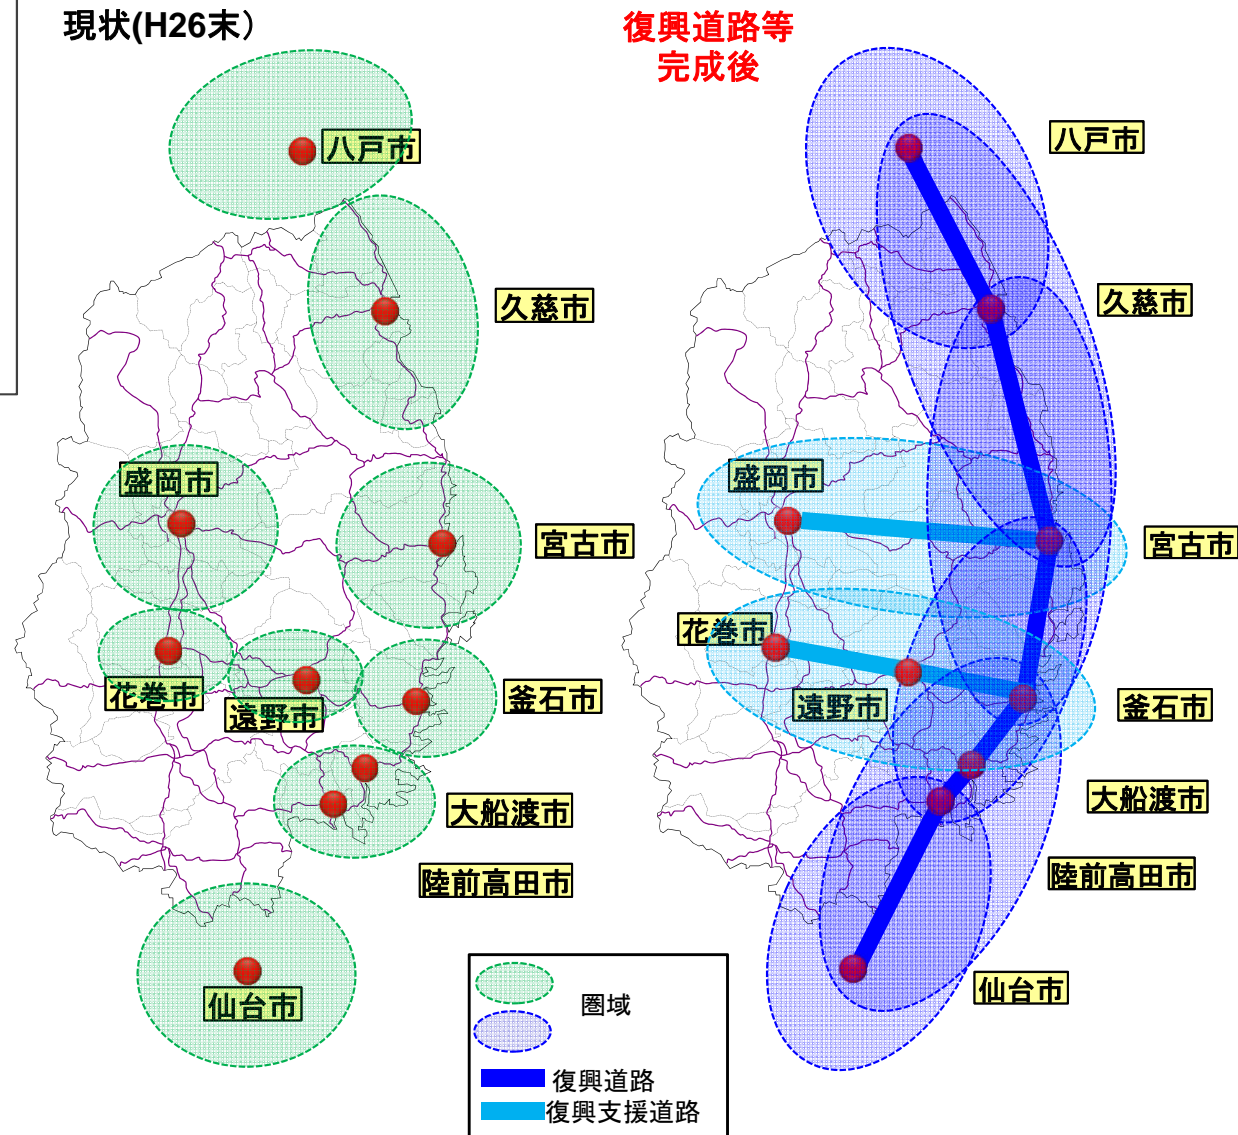 現状(H26末)
八戸市
久慈市
盛岡市
宮古市
花巻市
遠野市
釜石市
大船渡市
陸前高田市
仙台市
復興道路等
完成後
八戸市
久慈市
盛岡市
宮古市
花巻市
遠野市
釜石市
大船渡市
陸前高田市
仙台市
圏域
復興道路
復興支援道路